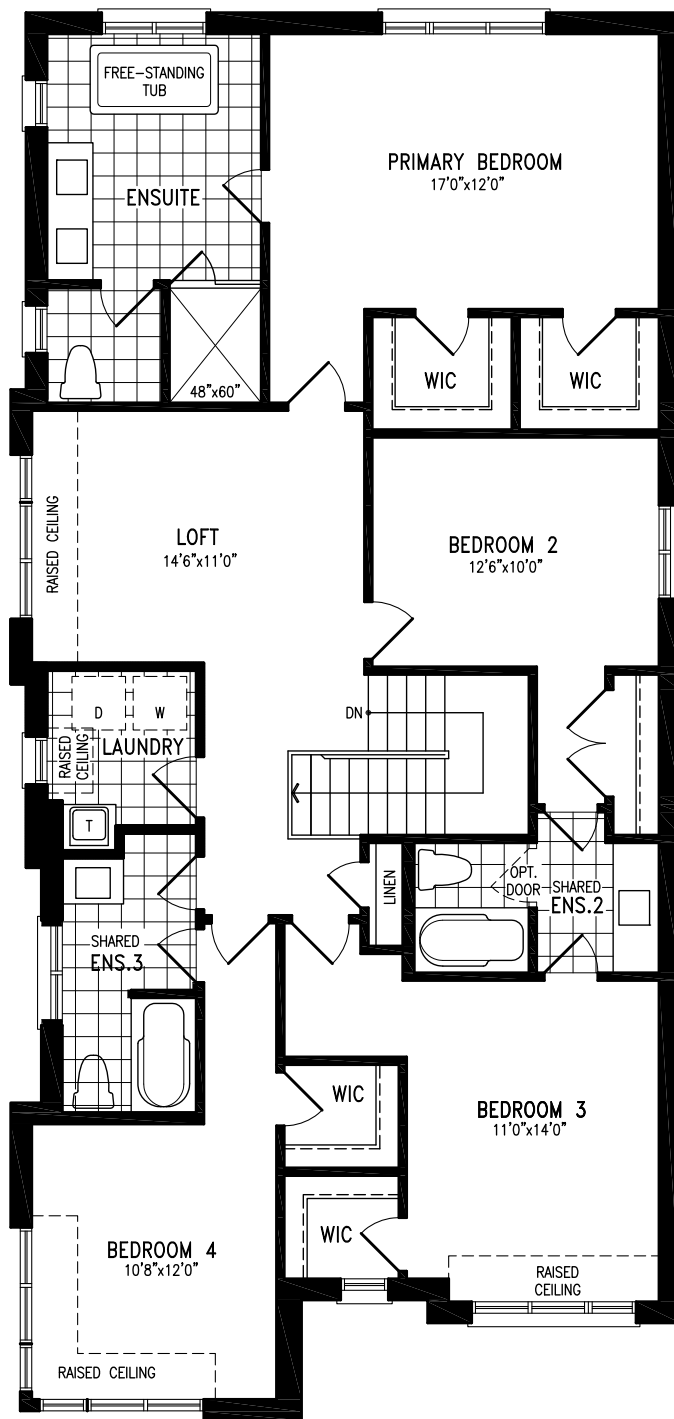 FREE-STANDING
TUB
PRIMARY BEDROOM
17'0"x12'0"
ENSUITE
48"x60"
WIC
WIC
RAISED CEILING
LOFT
14'6"x11'0"
BEDROOM 2
12'6"x10'0"
D
W
DN
RAISED
CEILING
LAUNDRY
T
LINEN
OPT.
DOOR
SHARED
ENS.2
SHARED
ENS.3
WIC
BEDROOM 3
11'0"x14'0"
WIC
BEDROOM 4
10'8"x12'0"
RAISED
CEILING
RAISED CEILING